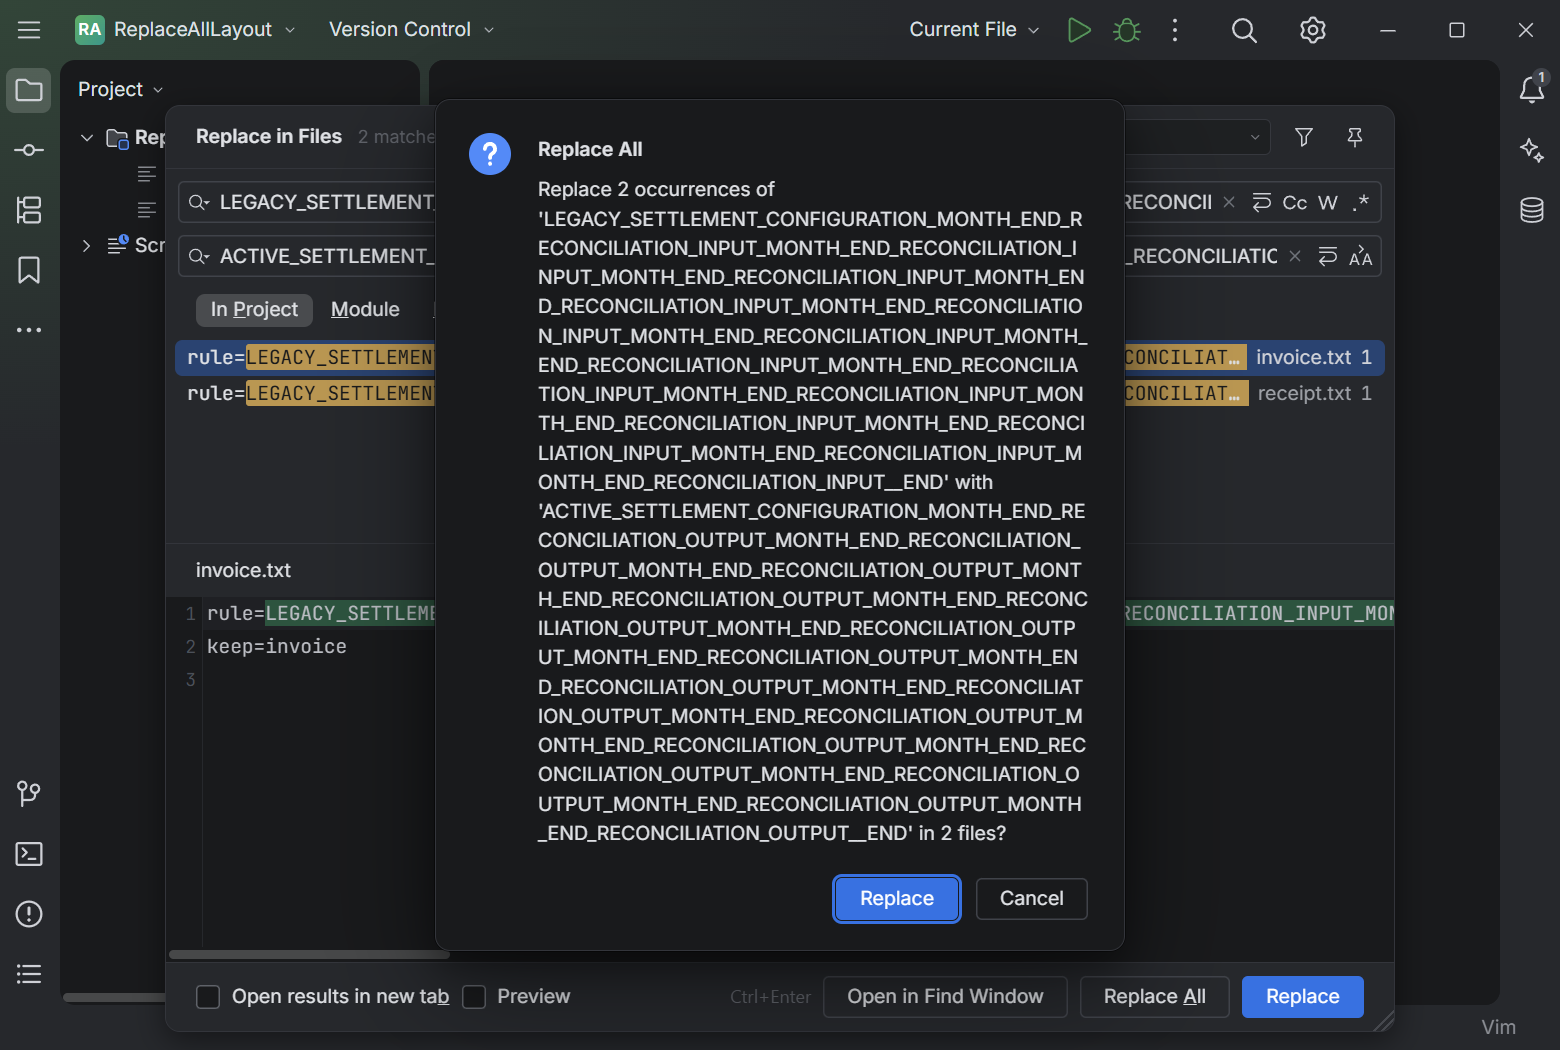 RA ReplaceAllLayout Version Control Current File
Project
1
Replace in Files 2 matche
Replace All
Replace 2 occurrences of
'LEGACY_SETTLEMENT_CONFIGURATION_MONTH_END_R
ECONCILIATION_INPUT_MONTH_END_RECONCILIATION_I
NPUT_MONTH_END_RECONCILIATION_INPUT_MONTH_EN
D_RECONCILIATION_INPUT_MONTH_END_RECONCILIATIO
N_INPUT_MONTH_END_RECONCILIATION_INPUT_MONTH_
END_RECONCILIATION_INPUT_MONTH_END_RECONCILIA
TION_INPUT_MONTH_END_RECONCILIATION_INPUT_MON
TH_END_RECONCILIATION_INPUT_MONTH_END_RECONCI
LIATION_INPUT_MONTH_END_RECONCILIATION_INPUT_M
ONTH_END_RECONCILIATION_INPUT__END' with
'ACTIVE_SETTLEMENT_CONFIGURATION_MONTH_END_RE
CONCILIATION_OUTPUT_MONTH_END_RECONCILIATION_
OUTPUT_MONTH_END_RECONCILIATION_OUTPUT_MONT
H_END_RECONCILIATION_OUTPUT_MONTH_END_RECONC
ILIATION_OUTPUT_MONTH_END_RECONCILIATION_OUTP
UT_MONTH_END_RECONCILIATION_OUTPUT_MONTH_EN
D_RECONCILIATION_OUTPUT_MONTH_END_RECONCILIAT
ION_OUTPUT_MONTH_END_RECONCILIATION_OUTPUT_M
ONTH_END_RECONCILIATION_OUTPUT_MONTH_END_REC
ONCILIATION_OUTPUT_MONTH_END_RECONCILIATION_O
UTPUT_MONTH_END_RECONCILIATION_OUTPUT_MONTH
_END_RECONCILIATION_OUTPUT__END' in 2 files?
Replace Cancel
Rep
Scr
LEGACY_SETTLEMENT_ RECONCII Cc W .*
ACTIVE_SETTLEMENT_ _RECONCILIATIC
In Project Module
rule=LEGACY_SETTLEMENT CONCILIAT… invoice.txt 1
rule=LEGACY_SETTLEMENT CONCILIAT… receipt.txt 1
invoice.txt
1 rule=LEGACY_SETTLEME RECONCILIATION_INPUT_MON
2 keep=invoice
3
Open results in new tab Preview Ctrl+Enter Open in Find Window Replace All Replace
Vim